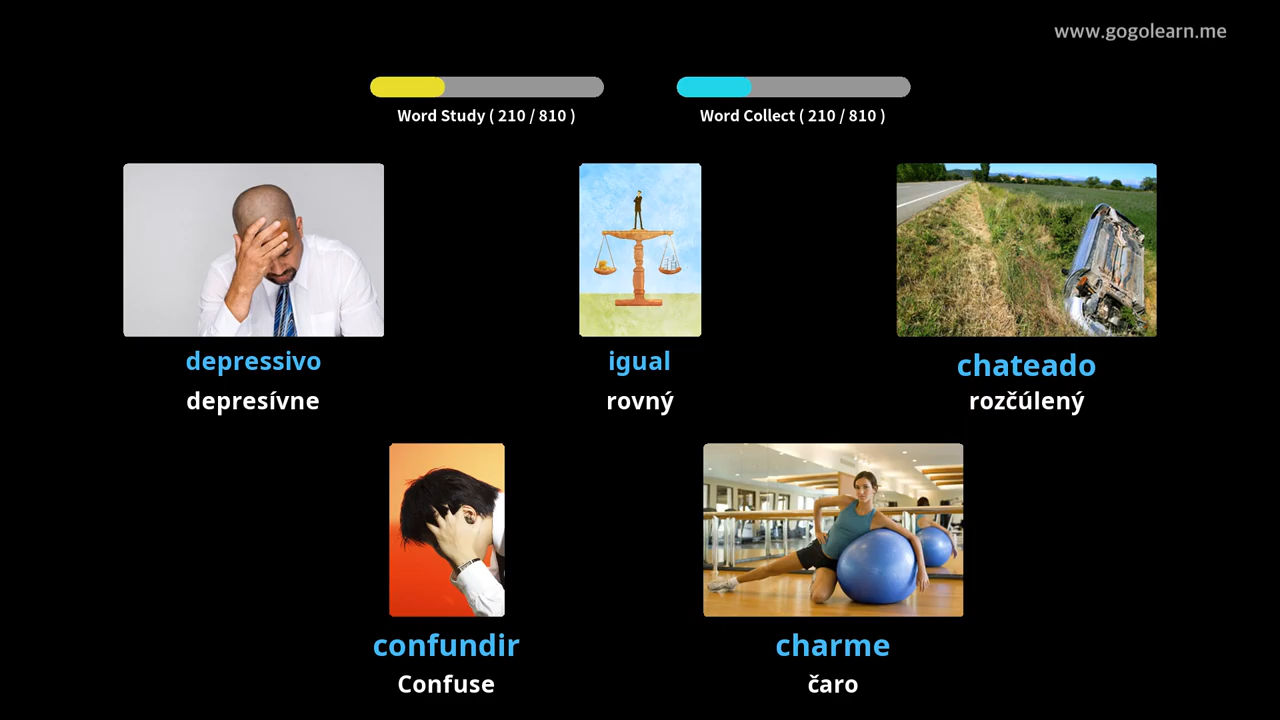 www.gogolearn.me
Word Study ( 210 / 810 )
Word Collect ( 210 / 810 )
depressivo
igual
chateado
depresívne
rovný
rozčúlený
confundir
charme
Confuse
čaro